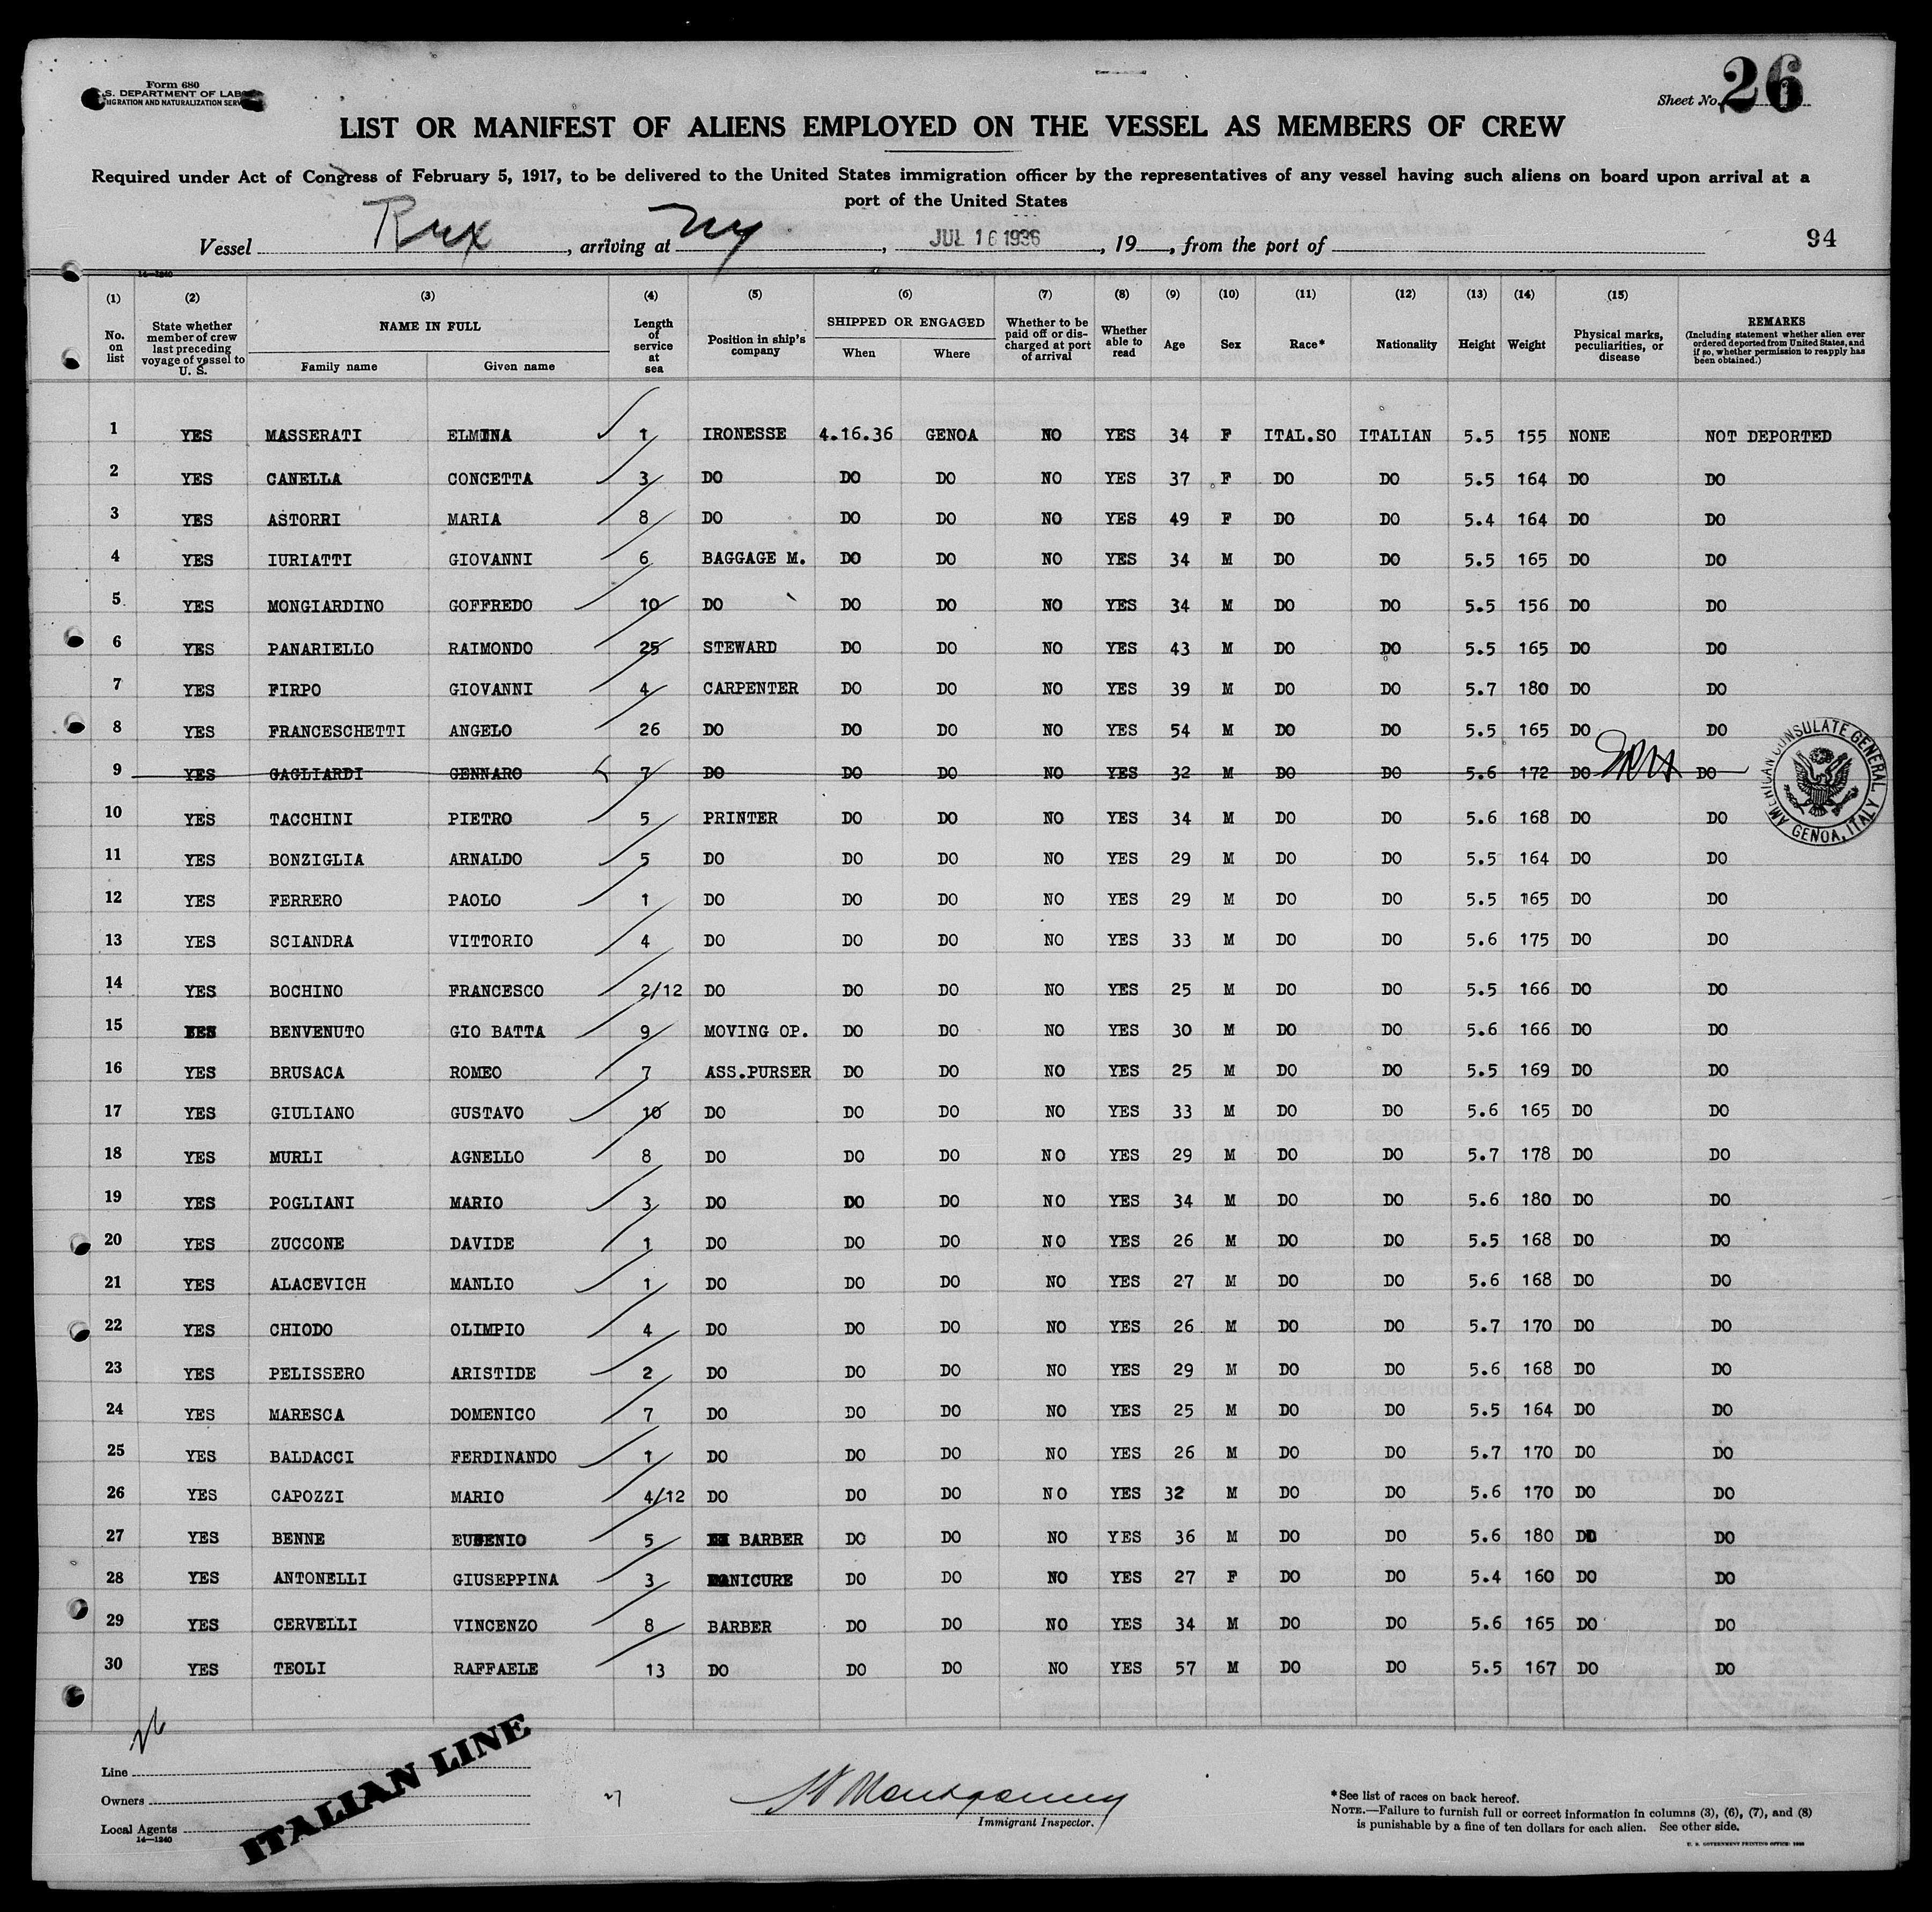 Form 680
S. DEPARTMENT OF LABO
IGRATION AND NATURALIZATION SERV
Sheet No. 26
LIST OR MANIFEST OF ALIENS EMPLOYED ON THE VESSEL AS MEMBERS OF CREW
Required under Act of Congress of February 5, 1917, to be delivered to the United States immigration officer by the representatives of any vessel having such aliens on board upon arrival at a
port of the United States
Vessel Rex, arriving at NY, JUL 16 1936, 19 , from the port of 94
14—1240
(1) (2) (3) (4) (5) (6) (7) (8) (9) (10) (11) (12) (13) (14) (15)
No. on list
State whether member of crew last preceding voyage of vessel to U. S.
NAME IN FULL
Family name Given name
Length of service at sea
Position in ship's company
SHIPPED OR ENGAGED
When Where
Whether to be paid off or discharged at port of arrival
Whether able to read
Age Sex Race* Nationality Height Weight
Physical marks, peculiarities, or disease
REMARKS
(Including statement whether alien ever ordered deported from United States, and if so, whether permission to reapply has been obtained.)
1 YES MASSERATI ELMINA 1 IRONESSE 4.16.36 GENOA NO YES 34 F ITAL.SO ITALIAN 5.5 155 NONE NOT DEPORTED
2 YES CANELLA CONCETTA 3 DO DO DO NO YES 37 F DO DO 5.5 164 DO DO
3 YES ASTORRI MARIA 8 DO DO DO NO YES 49 F DO DO 5.4 164 DO DO
4 YES IURIATTI GIOVANNI 6 BAGGAGE M. DO DO NO YES 34 M DO DO 5.5 165 DO DO
5 YES MONGIARDINO GOFFREDO 10 DO DO DO NO YES 34 M DO DO 5.5 156 DO DO
6 YES PANARIELLO RAIMONDO 25 STEWARD DO DO NO YES 43 M DO DO 5.5 165 DO DO
7 YES FIRPO GIOVANNI 4 CARPENTER DO DO NO YES 39 M DO DO 5.7 180 DO DO
8 YES FRANCESCHETTI ANGELO 26 DO DO DO NO YES 54 M DO DO 5.5 165 DO DO
9 YES GAGLIARDI GENNARO 7 DO DO DO NO YES 32 M DO DO 5.6 172 DO DO
AMERICAN CONSULATE GENERAL GENOA, ITALY
10 YES TACCHINI PIETRO 5 PRINTER DO DO NO YES 34 M DO DO 5.6 168 DO DO
11 YES BONZIGLIA ARNALDO 5 DO DO DO NO YES 29 M DO DO 5.5 164 DO DO
12 YES FERRERO PAOLO 1 DO DO DO NO YES 29 M DO DO 5.5 165 DO DO
13 YES SCIANDRA VITTORIO 4 DO DO DO NO YES 33 M DO DO 5.6 175 DO DO
14 YES BOCHINO FRANCESCO 2/12 DO DO DO NO YES 25 M DO DO 5.5 166 DO DO
15 YES BENVENUTO GIO BATTA 9 MOVING OP. DO DO NO YES 30 M DO DO 5.6 166 DO DO
16 YES BRUSACA ROMEO 7 ASS.PURSER DO DO NO YES 25 M DO DO 5.5 169 DO DO
17 YES GIULIANO GUSTAVO 10 DO DO DO NO YES 33 M DO DO 5.6 165 DO DO
18 YES MURLI AGNELLO 8 DO DO DO NO YES 29 M DO DO 5.7 178 DO DO
19 YES POGLIANI MARIO 3 DO DO DO NO YES 34 M DO DO 5.6 180 DO DO
20 YES ZUCCONE DAVIDE 1 DO DO DO NO YES 26 M DO DO 5.5 168 DO DO
21 YES ALACEVICH MANLIO 1 DO DO DO NO YES 27 M DO DO 5.6 168 DO DO
22 YES CHIODO OLIMPIO 4 DO DO DO NO YES 26 M DO DO 5.7 170 DO DO
23 YES PELISSERO ARISTIDE 2 DO DO DO NO YES 29 M DO DO 5.6 168 DO DO
24 YES MARESCA DOMENICO 7 DO DO DO NO YES 25 M DO DO 5.5 164 DO DO
25 YES BALDACCI FERDINANDO 1 DO DO DO NO YES 26 M DO DO 5.7 170 DO DO
26 YES CAPOZZI MARIO 4/12 DO DO DO NO YES 32 M DO DO 5.6 170 DO DO
27 YES BENNE EUGENIO 5 BARBER DO DO NO YES 36 M DO DO 5.6 180 DO DO
28 YES ANTONELLI GIUSEPPINA 3 MANICURE DO DO NO YES 27 F DO DO 5.4 160 DO DO
29 YES CERVELLI VINCENZO 8 BARBER DO DO NO YES 34 M DO DO 5.6 165 DO DO
30 YES TEOLI RAFFAELE 13 DO DO DO NO YES 57 M DO DO 5.5 167 DO DO
Line
Owners
Local Agents
14—1240
ITALIAN LINE
Immigrant Inspector.
*See list of races on back hereof.
NOTE.—Failure to furnish full or correct information in columns (3), (6), (7), and (8)
is punishable by a fine of ten dollars for each alien. See other side.